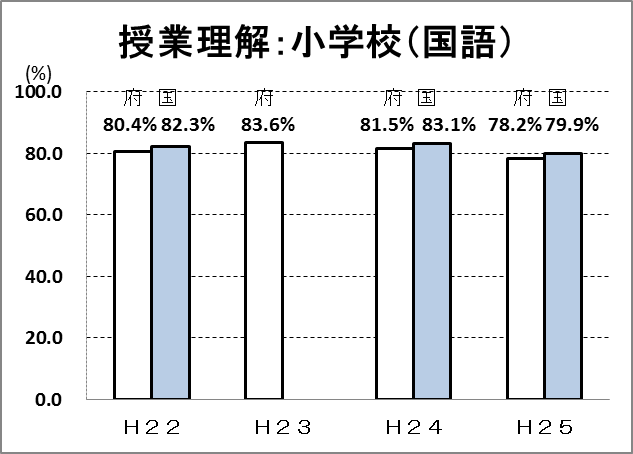 授業理解：小学校（国語）
(%)
100.0
80.0
60.0
40.0
20.0
0.0
府 国 府 府 国 府 国
80.4% 82.3% 83.6% 81.5% 83.1% 78.2% 79.9%
Ｈ２２ Ｈ２３ Ｈ２４ Ｈ２５